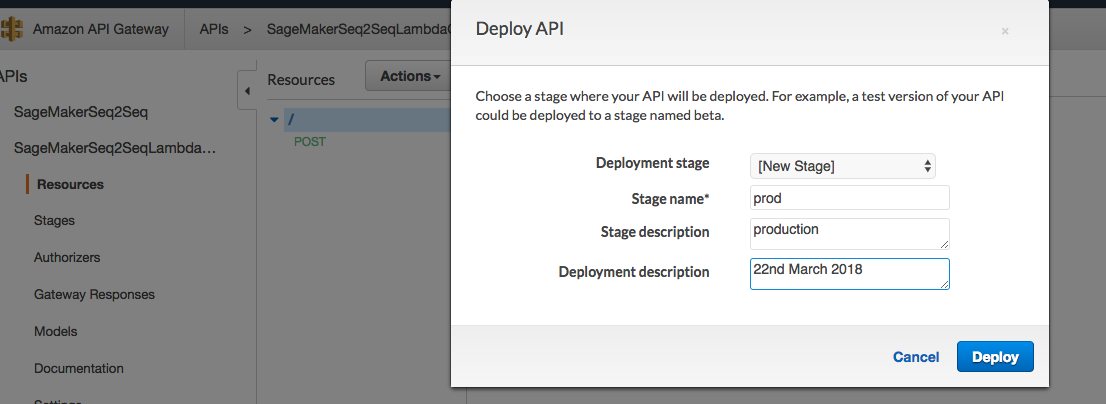 Amazon API Gateway
APIs > SageMakerSeq2SeqLambda
Deploy API
×
APIs
Resources
Actions
SageMakerSeq2Seq
SageMakerSeq2SeqLambda...
/
POST
Resources
Stages
Authorizers
Gateway Responses
Models
Documentation
Settings
Choose a stage where your API will be deployed. For example, a test version of your API
could be deployed to a stage named beta.
Deployment stage [New Stage]
Stage name* prod
Stage description production
Deployment description 22nd March 2018
Cancel Deploy